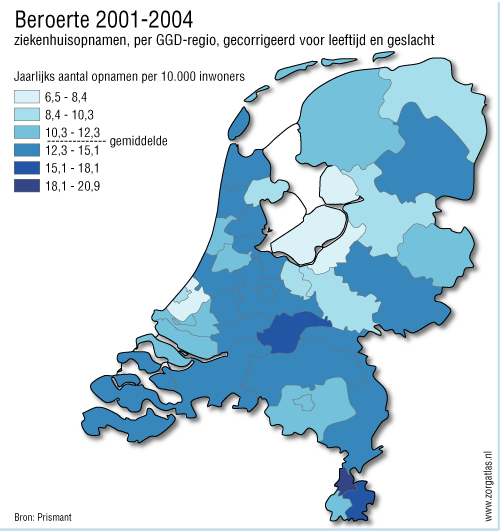 Beroerte 2001-2004
ziekenhuisopnamen, per GGD-regio, gecorrigeerd voor leeftijd en geslacht
Jaarlijks aantal opnamen per 10.000 inwoners
6,5 - 8,4
8,4 - 10,3
10,3 - 12,3
gemiddelde
12,3 - 15,1
15,1 - 18,1
18,1 - 20,9
Bron: Prismant
www.zorgatlas.nl